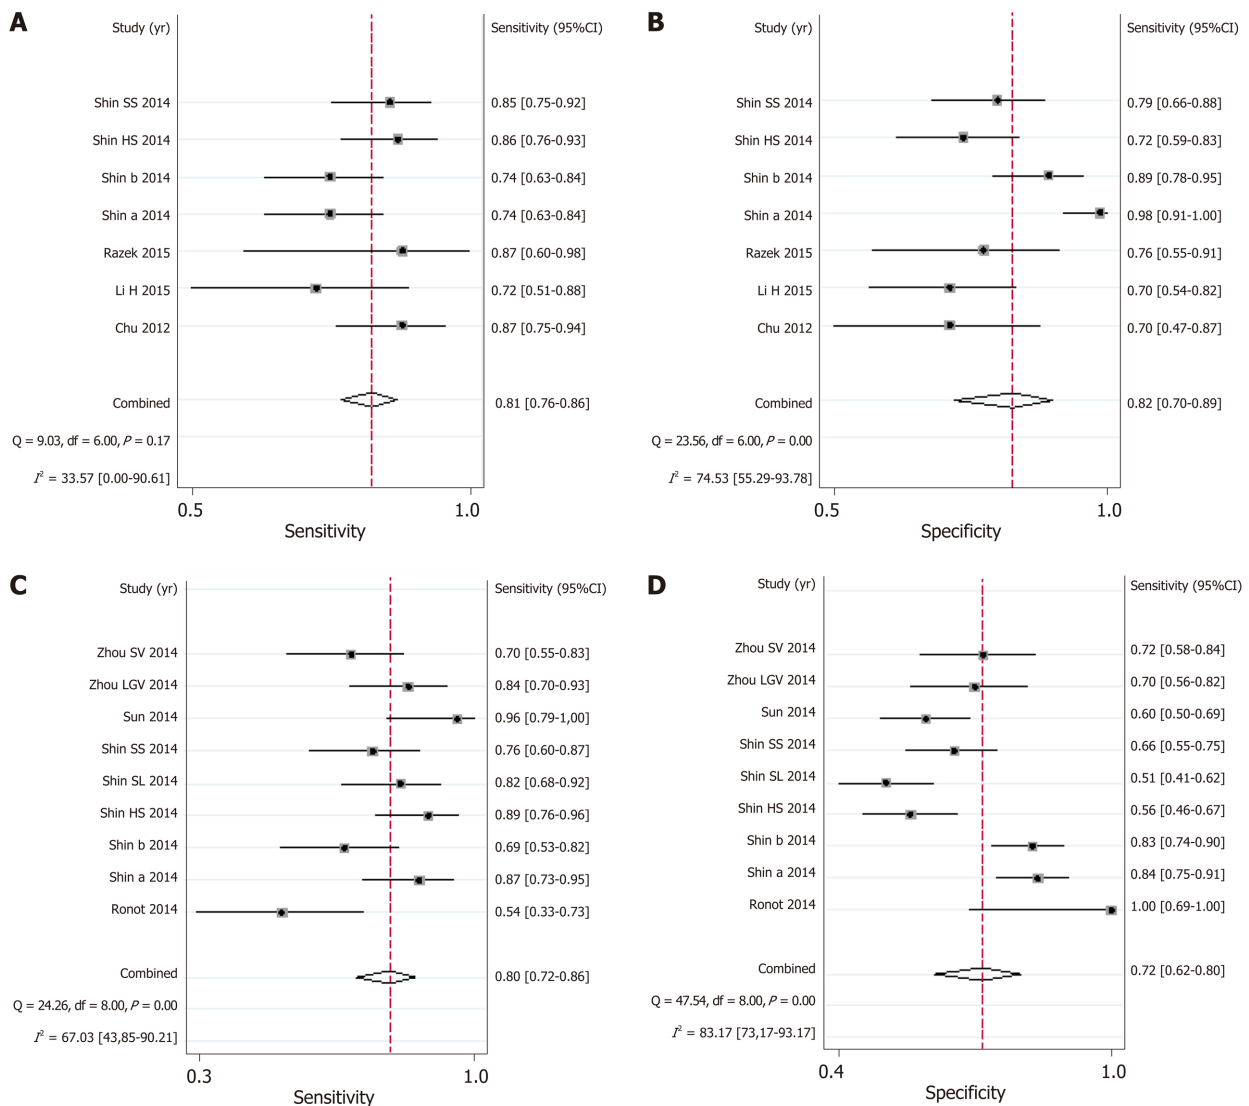 A
Study (yr) Sensitivity (95%CI)
Shin SS 2014 0.85 [0.75-0.92]
Shin HS 2014 0.86 [0.76-0.93]
Shin b 2014 0.74 [0.63-0.84]
Shin a 2014 0.74 [0.63-0.84]
Razek 2015 0.87 [0.60-0.98]
Li H 2015 0.72 [0.51-0.88]
Chu 2012 0.87 [0.75-0.94]
Combined 0.81 [0.76-0.86]
Q = 9.03, df = 6.00, P = 0.17
I² = 33.57 [0.00-90.61]
0.5 1.0
Sensitivity
B
Study (yr) Sensitivity (95%CI)
Shin SS 2014 0.79 [0.66-0.88]
Shin HS 2014 0.72 [0.59-0.83]
Shin b 2014 0.89 [0.78-0.95]
Shin a 2014 0.98 [0.91-1.00]
Razek 2015 0.76 [0.55-0.91]
Li H 2015 0.70 [0.54-0.82]
Chu 2012 0.70 [0.47-0.87]
Combined 0.82 [0.70-0.89]
Q = 23.56, df = 6.00, P = 0.00
I² = 74.53 [55.29-93.78]
0.5 1.0
Specificity
C
Study (yr) Sensitivity (95%CI)
Zhou SV 2014 0.70 [0.55-0.83]
Zhou LGV 2014 0.84 [0.70-0.93]
Sun 2014 0.96 [0.79-1,00]
Shin SS 2014 0.76 [0.60-0.87]
Shin SL 2014 0.82 [0.68-0.92]
Shin HS 2014 0.89 [0.76-0.96]
Shin b 2014 0.69 [0.53-0.82]
Shin a 2014 0.87 [0.73-0.95]
Ronot 2014 0.54 [0.33-0.73]
Combined 0.80 [0.72-0.86]
Q = 24.26, df = 8.00, P = 0.00
I² = 67.03 [43,85-90.21]
0.3 1.0
Sensitivity
D
Study (yr) Sensitivity (95%CI)
Zhou SV 2014 0.72 [0.58-0.84]
Zhou LGV 2014 0.70 [0.56-0.82]
Sun 2014 0.60 [0.50-0.69]
Shin SS 2014 0.66 [0.55-0.75]
Shin SL 2014 0.51 [0.41-0.62]
Shin HS 2014 0.56 [0.46-0.67]
Shin b 2014 0.83 [0.74-0.90]
Shin a 2014 0.84 [0.75-0.91]
Ronot 2014 1.00 [0.69-1.00]
Combined 0.72 [0.62-0.80]
Q = 47.54, df = 8.00, P = 0.00
I² = 83.17 [73,17-93.17]
0.4 1.0
Specificity